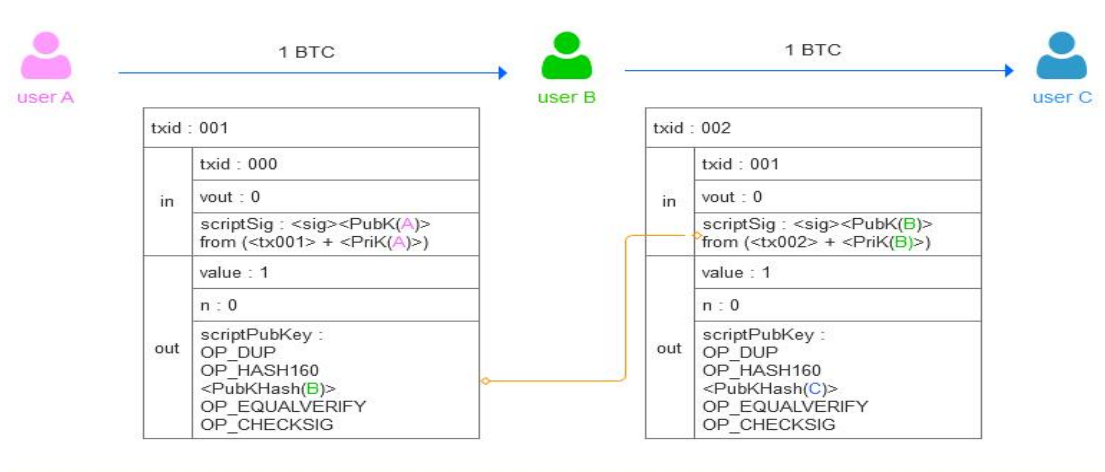 1 BTC
1 BTC
user A
user B
user C
txid : 001
in
txid : 000
vout : 0
scriptSig : <sig><PubK(A)>
from (<tx001> + <PriK(A)>)
out
value : 1
n : 0
scriptPubKey :
OP_DUP
OP_HASH160
<PubKHash(B)>
OP_EQUALVERIFY
OP_CHECKSIG
txid : 002
in
txid : 001
vout : 0
scriptSig : <sig><PubK(B)>
from (<tx002> + <PriK(B)>)
out
value : 1
n : 0
scriptPubKey :
OP_DUP
OP_HASH160
<PubKHash(C)>
OP_EQUALVERIFY
OP_CHECKSIG